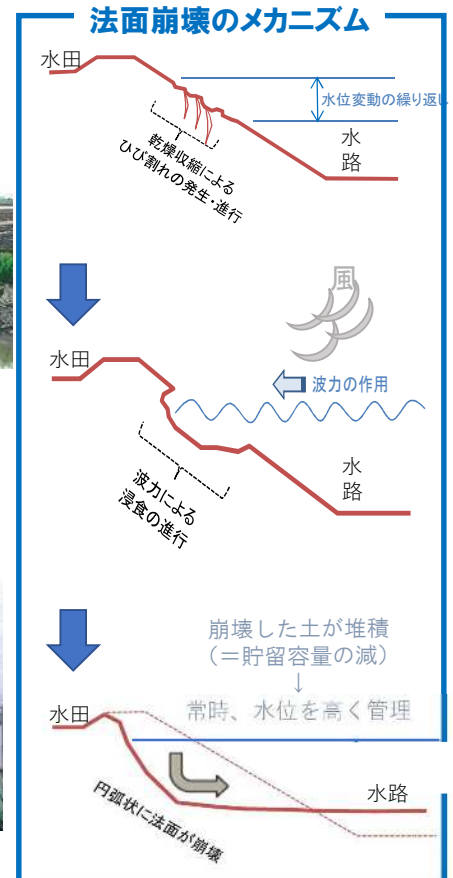 法面崩壊のメカニズム
水田
水位変動の繰り返し
水
路
乾燥収縮による
ひび割れの発生・進行
風
水田
波力の作用
水
路
波力による
浸食の進行
崩壊した土が堆積
（＝貯留容量の減）
↓
常時、水位を高く管理
水田
水路
円弧状に法面が崩壊